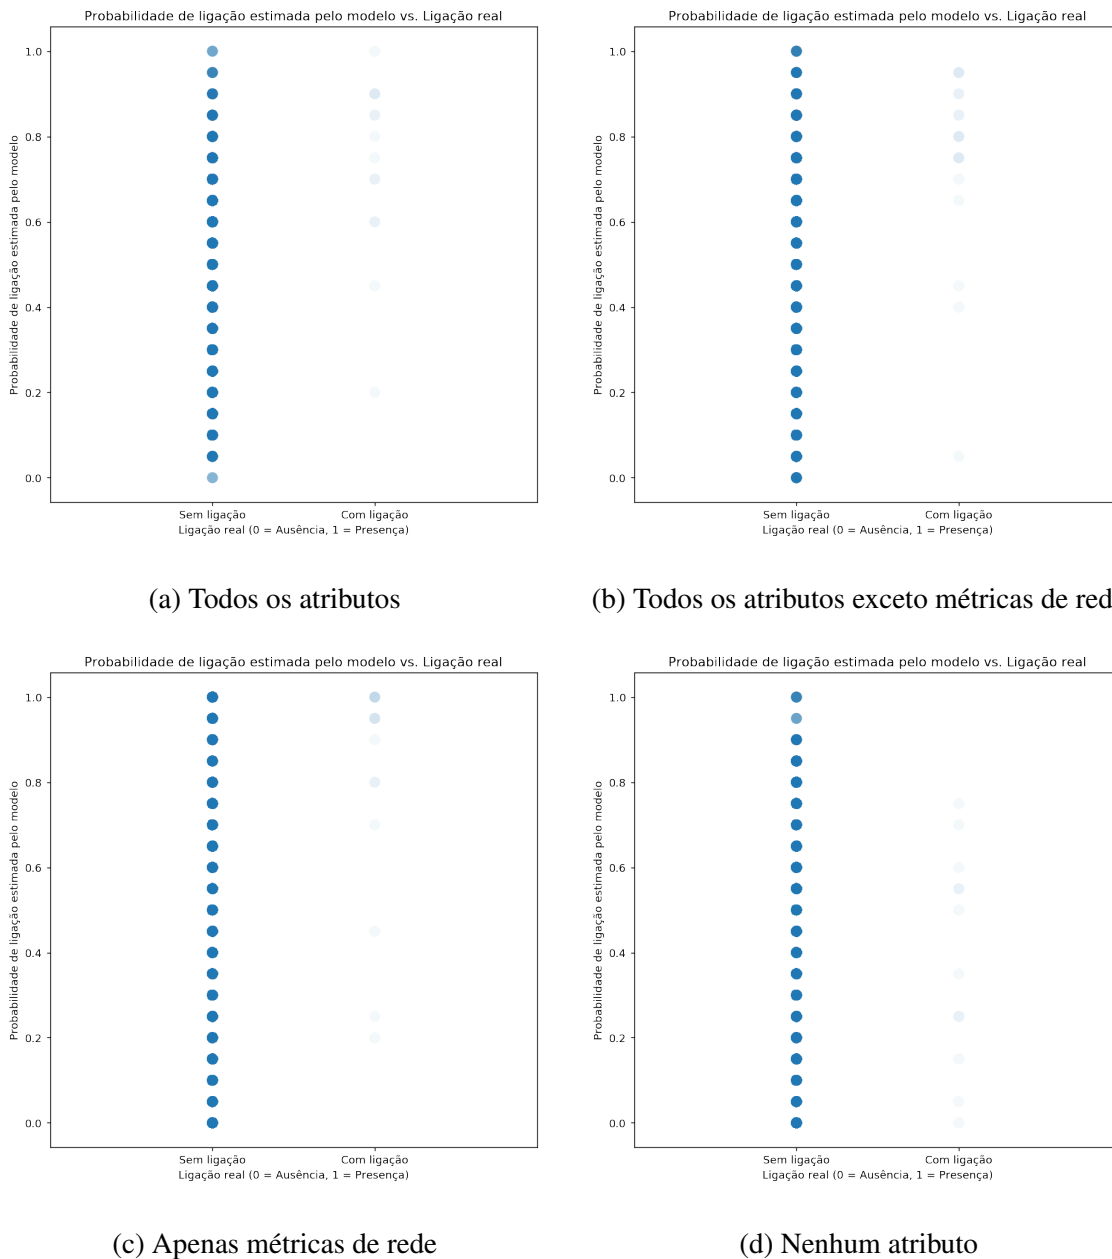 Probabilidade de ligação estimada pelo modelo vs. Ligação real
Probabilidade de ligação estimada pelo modelo
1.0
0.8
0.6
0.4
0.2
0.0
Sem ligação Com ligação
Ligação real (0 = Ausência, 1 = Presença)
(a) Todos os atributos
Probabilidade de ligação estimada pelo modelo vs. Ligação real
Probabilidade de ligação estimada pelo modelo
1.0
0.8
0.6
0.4
0.2
0.0
Sem ligação Com ligação
Ligação real (0 = Ausência, 1 = Presença)
(b) Todos os atributos exceto métricas de red
Probabilidade de ligação estimada pelo modelo vs. Ligação real
Probabilidade de ligação estimada pelo modelo
1.0
0.8
0.6
0.4
0.2
0.0
Sem ligação Com ligação
Ligação real (0 = Ausência, 1 = Presença)
(c) Apenas métricas de rede
Probabilidade de ligação estimada pelo modelo vs. Ligação real
Probabilidade de ligação estimada pelo modelo
1.0
0.8
0.6
0.4
0.2
0.0
Sem ligação Com ligação
Ligação real (0 = Ausência, 1 = Presença)
(d) Nenhum atributo